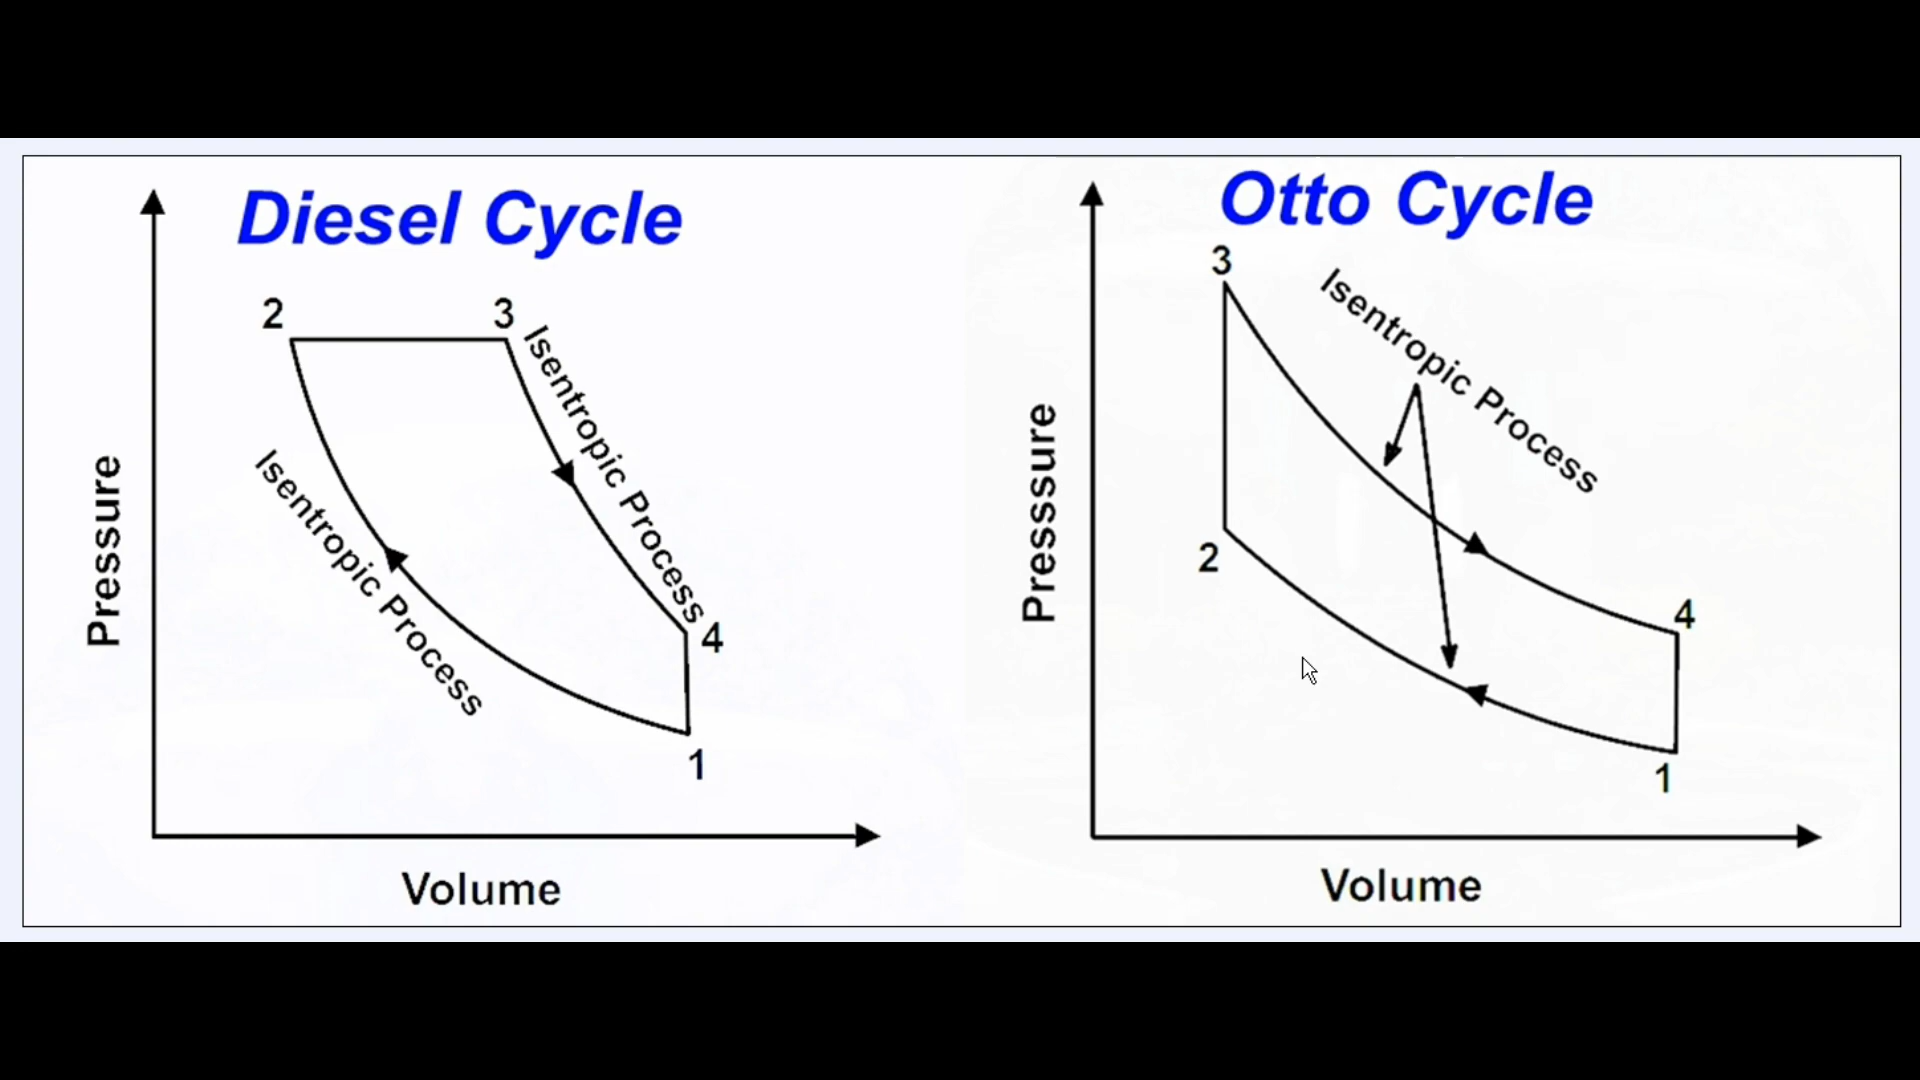 Diesel Cycle
2
3
Isentropic Process
Isentropic Process
4
1
Pressure
Volume
Otto Cycle
3
Isentropic Process
2
4
1
Pressure
Volume